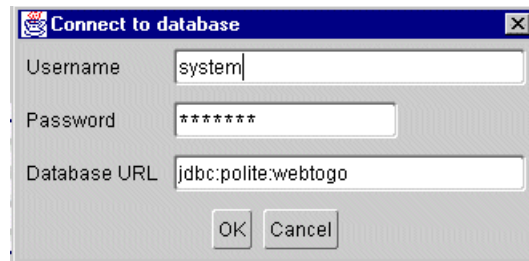 Connect to database
Username system
Password *******
Database URL jdbc:polite:webtogo
OK Cancel